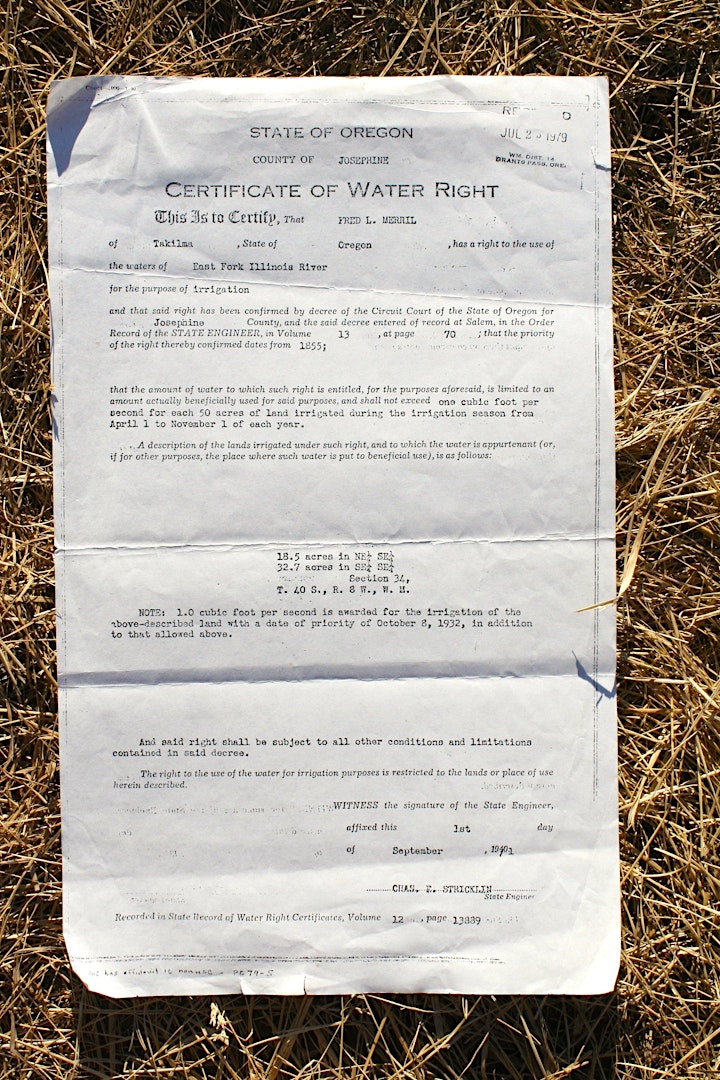 JUL 2 1979
STATE OF OREGON
WM. DIST. 14
GRANTS PASS, ORE.
COUNTY OF JOSEPHINE
CERTIFICATE OF WATER RIGHT
This Is to Certify, That FRED L. MERRIL
of Takilma , State of Oregon , has a right to the use of
the waters of East Fork Illinois River
for the purpose of irrigation
and that said right has been confirmed by decree of the Circuit Court of the State of Oregon for
Josephine County, and the said decree entered of record at Salem, in the Order
Record of the STATE ENGINEER, in Volume 13 , at page 70 ; that the priority
of the right thereby confirmed dates from 1855;
that the amount of water to which such right is entitled, for the purposes aforesaid, is limited to an
amount actually beneficially used for said purposes, and shall not exceed one cubic foot per
second for each 50 acres of land irrigated during the irrigation season from
April 1 to November 1 of each year.
A description of the lands irrigated under such right, and to which the water is appurtenant (or,
if for other purposes, the place where such water is put to beneficial use), is as follows:
18.5 acres in NE¼ SE¼
32.7 acres in SE¼ SE¼
Section 34,
T. 40 S., R. 8 W., W. M.
NOTE: 1.0 cubic foot per second is awarded for the irrigation of the
above-described land with a date of priority of October 8, 1932, in addition
to that allowed above.
And said right shall be subject to all other conditions and limitations
contained in said decree.
The right to the use of the water for irrigation purposes is restricted to the lands or place of use
herein described.
WITNESS the signature of the State Engineer,
affixed this 1st day
of September ,
CHAS. E. STRICKLIN
State Engineer
Recorded in State Record of Water Right Certificates, Volume 12 , page 13889
has affidavit